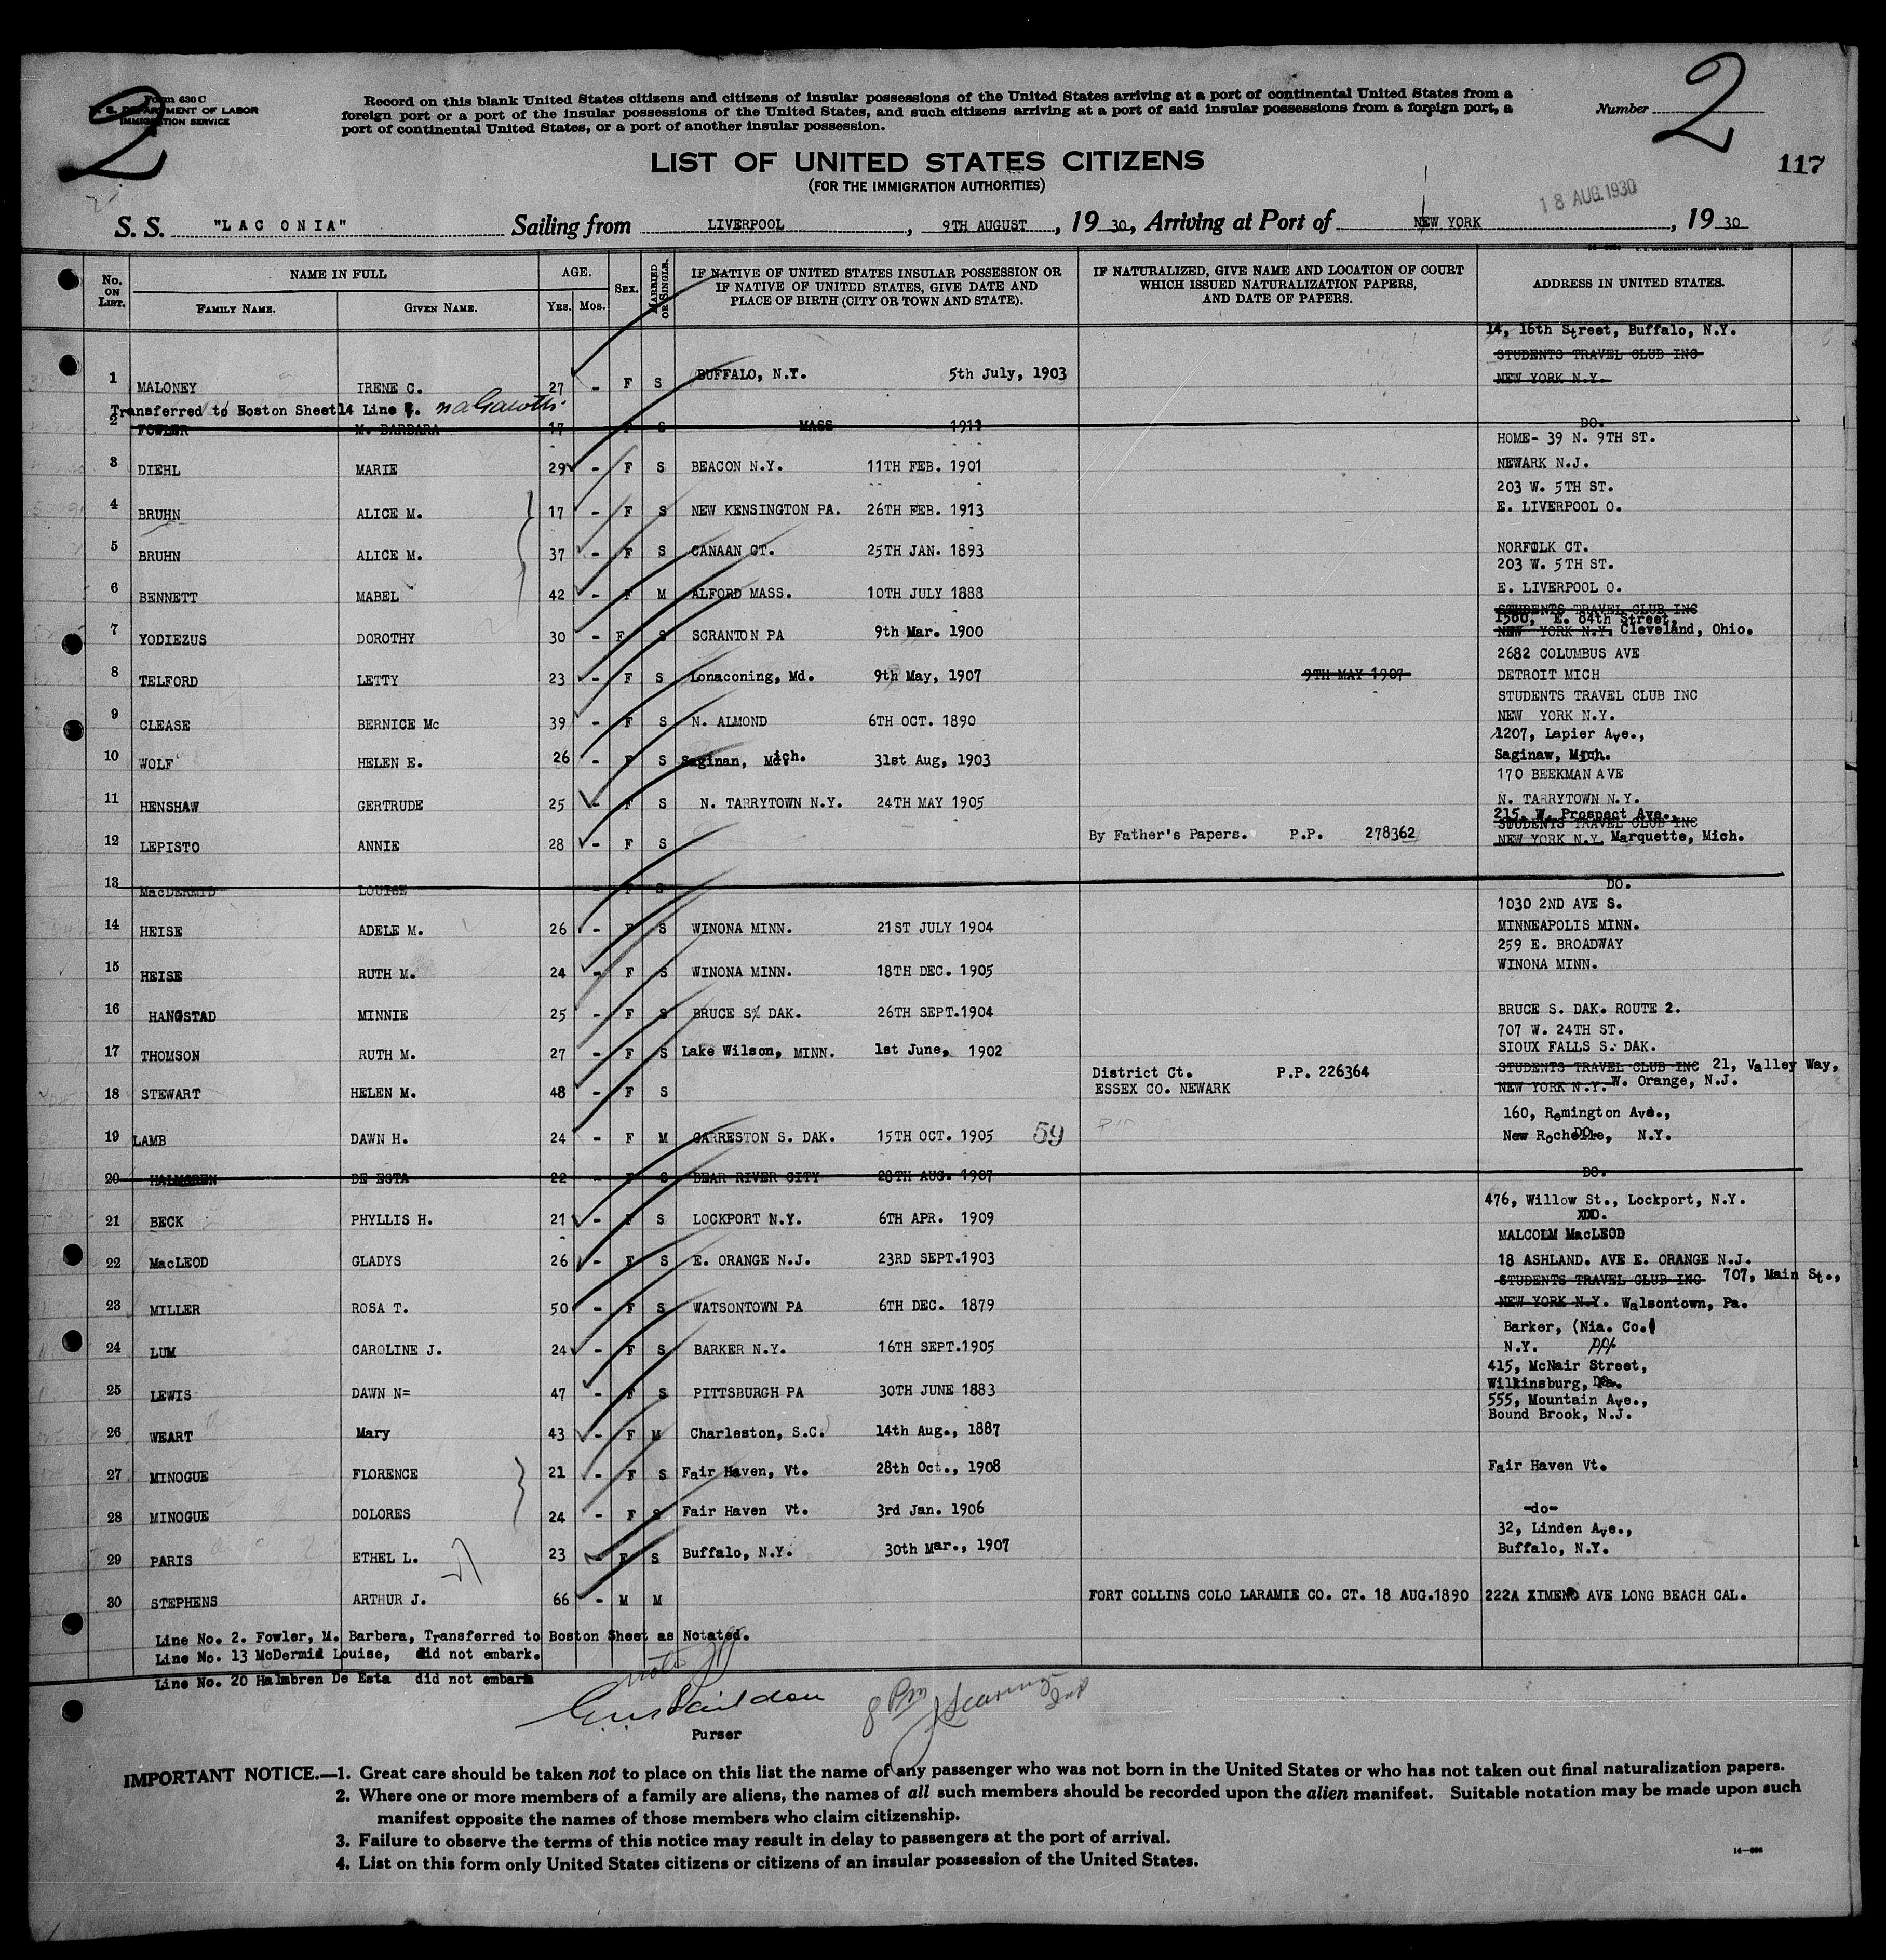 Form 630 C
U. S. DEPARTMENT OF LABOR
IMMIGRATION SERVICE
2
Record on this blank United States citizens and citizens of insular possessions of the United States arriving at a port of continental United States from a
foreign port or a port of the insular possessions of the United States, and such citizens arriving at a port of said insular possessions from a foreign port, a
port of continental United States, or a port of another insular possession.
Number 2
LIST OF UNITED STATES CITIZENS
(FOR THE IMMIGRATION AUTHORITIES)
117
18 AUG. 1930
S. S. "LACONIA" Sailing from LIVERPOOL, 9TH AUGUST, 1930, Arriving at Port of NEW YORK, 1930
No. ON LIST. NAME IN FULL FAMILY NAME. GIVEN NAME. AGE. YRS. MOS. SEX. MARRIED OR SINGLE. IF NATIVE OF UNITED STATES INSULAR POSSESSION OR IF NATIVE OF UNITED STATES, GIVE DATE AND PLACE OF BIRTH (CITY OR TOWN AND STATE). IF NATURALIZED, GIVE NAME AND LOCATION OF COURT WHICH ISSUED NATURALIZATION PAPERS, AND DATE OF PAPERS. ADDRESS IN UNITED STATES.
14, 16th Street, Buffalo, N.Y.
STUDENTS TRAVEL CLUB INC
1 MALONEY IRENE C. 27 - F S BUFFALO, N.Y. 5th July, 1903 NEW YORK N.Y.
Transferred to Boston Sheet 14 Line
2 FOWLER M. BARBARA 17 F S MASS DO.
HOME- 39 N. 9TH ST.
3 DIEHL MARIE 29 - F S BEACON N.Y. 11TH FEB. 1901 NEWARK N.J.
203 W. 5TH ST.
4 BRUHN ALICE M. 17 - F S NEW KENSINGTON PA. 26TH FEB. 1913 E. LIVERPOOL O.
5 BRUHN ALICE M. 37 - F S CANAAN CT. 25TH JAN. 1893 NORFOLK CT.
203 W. 5TH ST.
6 BENNETT MABEL 42 - F M ALFORD MASS. 10TH JULY 1888 E. LIVERPOOL O.
STUDENTS TRAVEL CLUB INC
1560, E. 84th Street,
7 YODIEZUS DOROTHY 30 - F S SCRANTON PA 9th Mar. 1900 NEW YORK N.Y. Cleveland, Ohio.
2682 COLUMBUS AVE
8 TELFORD LETTY 23 - F S Lonaconing, Md. 9th May, 1907 9TH MAY 1907 DETROIT MICH
STUDENTS TRAVEL CLUB INC
9 CLEASE BERNICE Mc 39 - F S N. ALMOND 6TH OCT. 1890 NEW YORK N.Y.
1207, Lapier Ave.,
10 WOLF HELEN E. 26 - F S Saginan, Mich. 31st Aug, 1903 Saginaw, Mich.
170 BEEKMAN AVE
11 HENSHAW GERTRUDE 25 - F S N. TARRYTOWN N.Y. 24TH MAY 1905 N. TARRYTOWN N.Y.
215, W. Prospect Ave.,
STUDENTS TRAVEL CLUB INC
12 LEPISTO ANNIE 28 - F S By Father's Papers. P.P. 278362 NEW YORK N.Y. Marquette, Mich.
13 MacDERMID LOUISE - F S DO.
1030 2ND AVE S.
14 HEISE ADELE M. 26 - F S WINONA MINN. 21ST JULY 1904 MINNEAPOLIS MINN.
259 E. BROADWAY
15 HEISE RUTH M. 24 - F S WINONA MINN. 18TH DEC. 1905 WINONA MINN.
16 HANGSTAD MINNIE 25 - F S BRUCE S. DAK. 26TH SEPT.1904 BRUCE S. DAK. ROUTE 2.
707 W. 24TH ST.
17 THOMSON RUTH M. 27 - F S Lake Wilson, MINN. 1st June, 1902 SIOUX FALLS S. DAK.
District Ct. P.P. 226364 STUDENTS TRAVEL CLUB INC 21, Valley Way,
18 STEWART HELEN M. 48 - F S ESSEX CO. NEWARK NEW YORK N.Y. W. Orange, N.J.
160, Remington Ave.,
19 LAMB DAWN H. 24 - F M GARRESTON S. DAK. 15TH OCT. 1905 59 New Rochelle, N.Y.
20 HALMGREN DE ESTA 22 - F S BEAR RIVER CITY 28TH AUG. 1907 DO.
476, Willow St., Lockport, N.Y.
21 BECK PHYLLIS H. 21 - F S LOCKPORT N.Y. 6TH APR. 1909
MALCOLM MacLEOD
22 MacLEOD GLADYS 26 - F S E. ORANGE N.J. 23RD SEPT.1903 18 ASHLAND. AVE E. ORANGE N.J.
STUDENTS TRAVEL CLUB INC 707, Main St.,
23 MILLER ROSA T. 50 - F S WATSONTOWN PA 6TH DEC. 1879 NEW YORK N.Y. Walsontown, Pa.
Barker, (Nia. Co.)
24 LUM CAROLINE J. 24 - F S BARKER N.Y. 16TH SEPT.1905 N.Y.
415, McNair Street,
25 LEWIS DAWN N= 47 - F S PITTSBURGH PA 30TH JUNE 1883 Wilkinsburg, Pa.
555, Mountain Ave.,
Bound Brook, N.J.
26 WEART Mary 43 - F M Charleston, S.C. 14th Aug., 1887
27 MINOGUE FLORENCE 21 - F S Fair Haven, Vt. 28th Oct., 1908 Fair Haven Vt.
28 MINOGUE DOLORES 24 - F S Fair Haven Vt. 3rd Jan. 1906 -do-
32, Linden Ave.,
29 PARIS ETHEL L. 23 - F S Buffalo, N.Y. 30th Mar., 1907 Buffalo, N.Y.
30 STEPHENS ARTHUR J. 66 - M M FORT COLLINS COLO LARAMIE CO. CT. 18 AUG.1890 222A XIMENO AVE LONG BEACH CAL.
Line No. 2. Fowler, M. Barbera, Transferred to Boston Sheet as Notated.
Line No. 13 McDermid Louise, did not embark.
Line No. 20 Halmbren De Esta did not embark
8 Pm
Purser
IMPORTANT NOTICE.—1. Great care should be taken not to place on this list the name of any passenger who was not born in the United States or who has not taken out final naturalization papers.
2. Where one or more members of a family are aliens, the names of all such members should be recorded upon the alien manifest. Suitable notation may be made upon such
manifest opposite the names of those members who claim citizenship.
3. Failure to observe the terms of this notice may result in delay to passengers at the port of arrival.
4. List on this form only United States citizens or citizens of an insular possession of the United States.